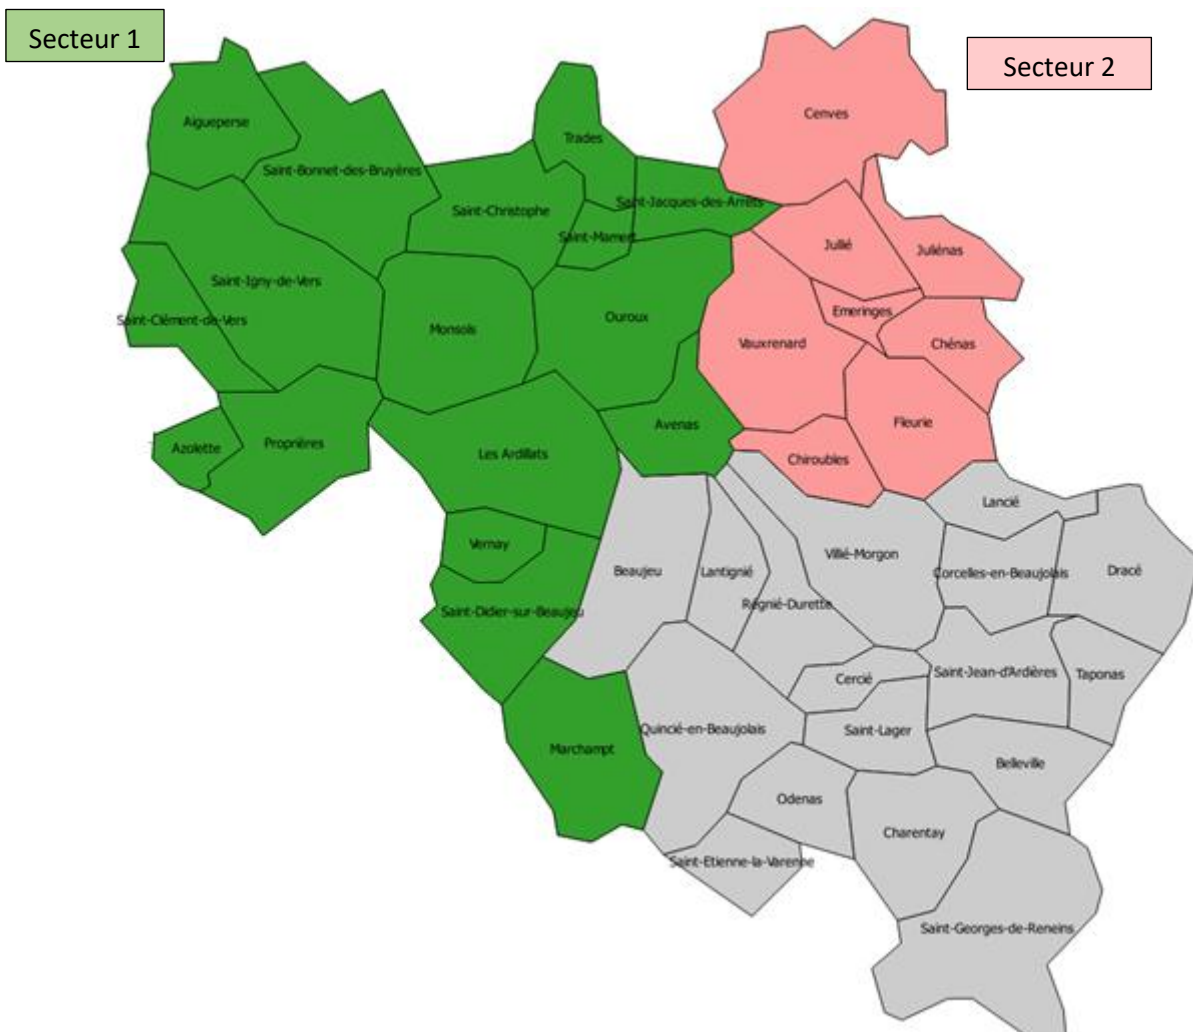 Secteur 1
Secteur 2
Cenves
Aigueperse
Trades
Saint-Bonnet-des-Bruyères
Saint-Jacques-des-Arrêts
Saint-Christophe
Saint-Mamert
Jullié
Juliénas
Saint-Igny-de-Vers
Emeringes
Ouroux
Saint-Clément-de-Vers
Monsols
Vauxrenard
Chénas
Fleurie
Avenas
Azolette
Proprières
Les Ardillats
Chiroubles
Lancié
Vernay
Villié-Morgon
Beaujeu
Lantignié
Corcelles-en-Beaujolais
Dracé
Régnié-Durette
Saint-Didier-sur-Beaujeu
Cercié
Saint-Jean-d'Ardières
Taponas
Quincié-en-Beaujolais
Saint-Lager
Marchampt
Belleville
Odenas
Charentay
Saint-Etienne-la-Varenne
Saint-Georges-de-Reneins